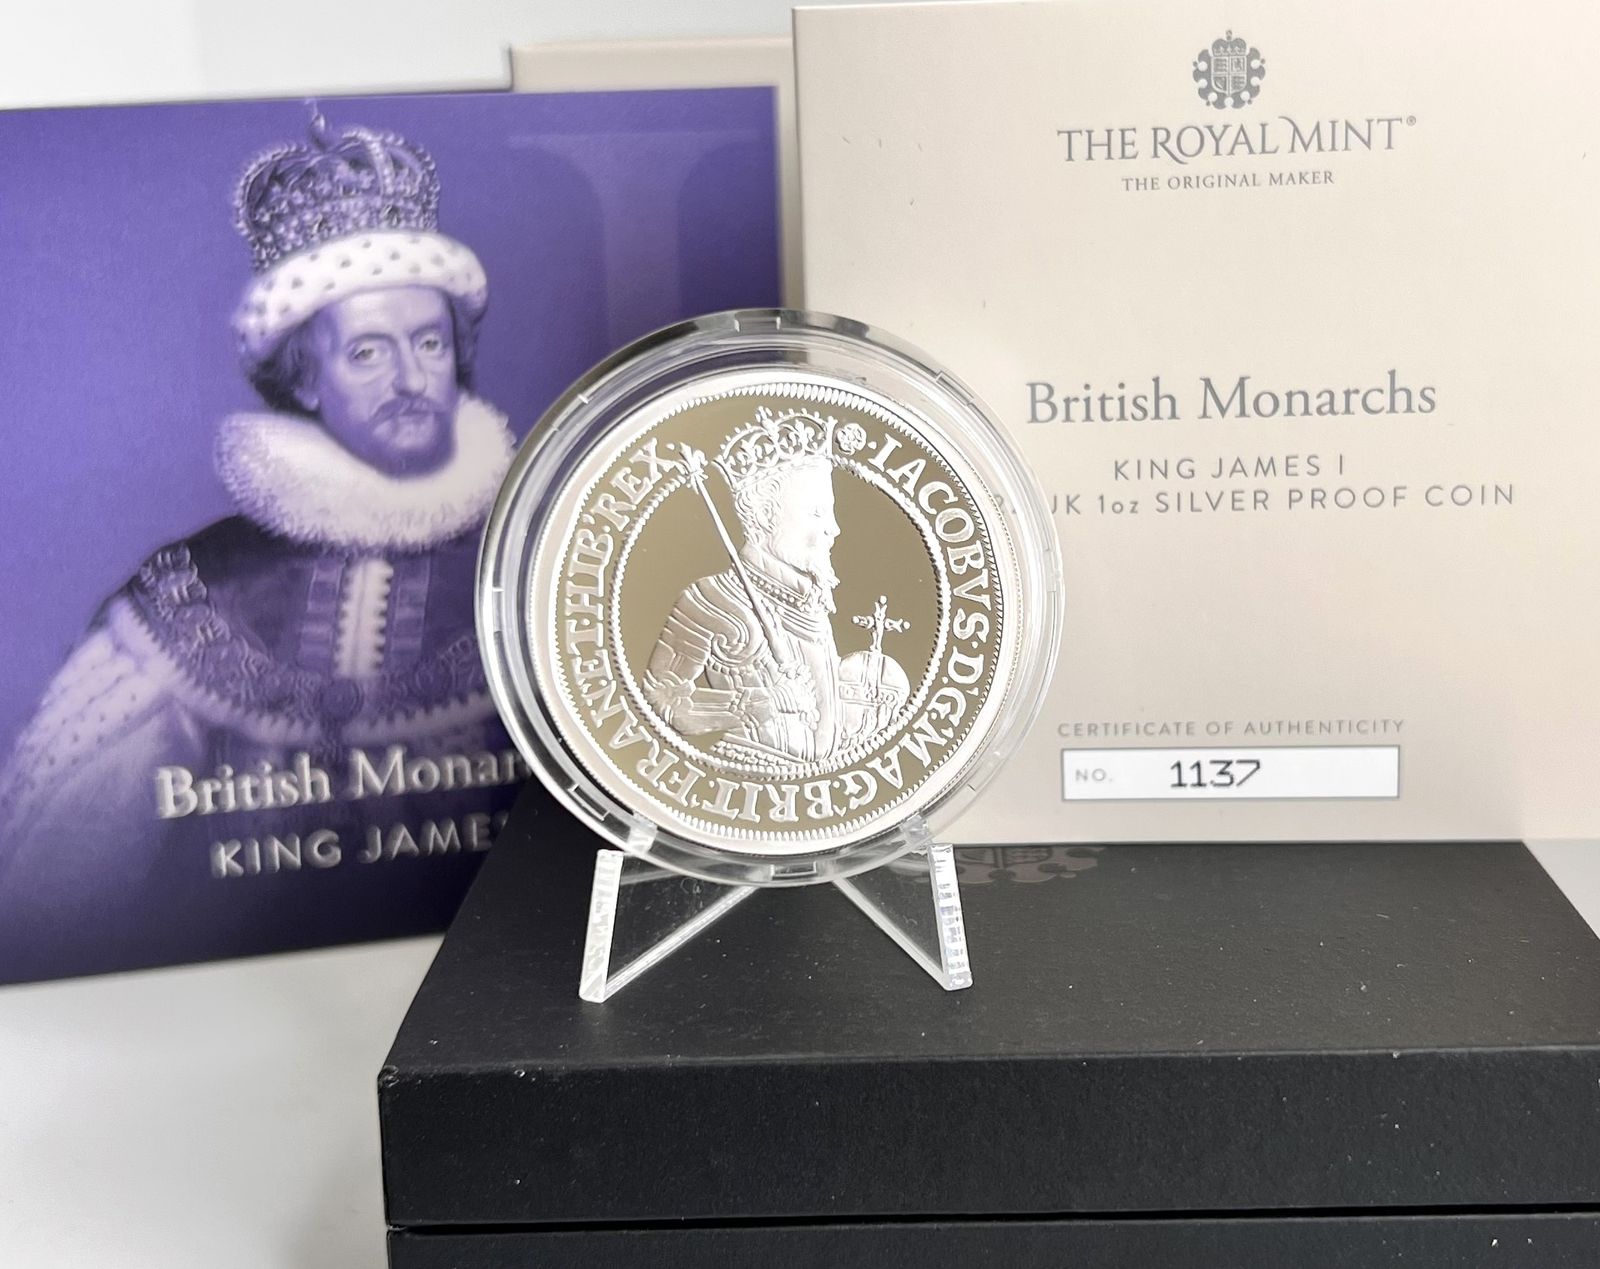 British Monar
KING JAMES
I
THE ROYAL MINT®
THE ORIGINAL MAKER
British Monarchs
KING JAMES I
UK 1oz SILVER PROOF COIN
CERTIFICATE OF AUTHENTICITY
NO. 1137
·IACOBVS·D'G'MAG'BRIT'FRAN·ET·HIB'REX·